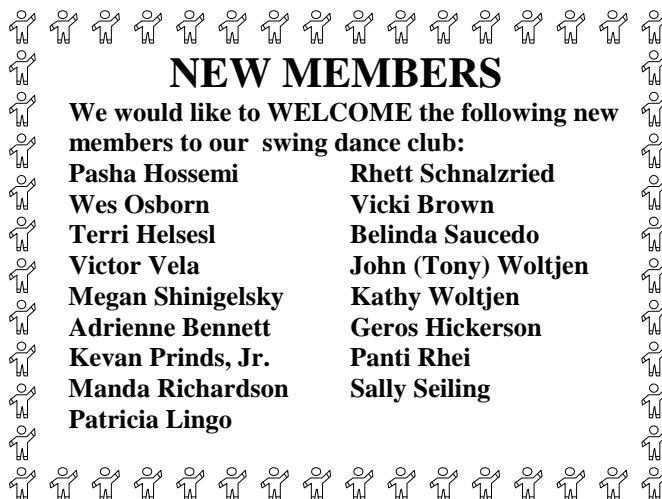 NEW MEMBERS
We would like to WELCOME the following new
members to our swing dance club:
Pasha Hossemi
Wes Osborn
Terri Helsesl
Victor Vela
Megan Shinigelsky
Adrienne Bennett
Kevan Prinds, Jr.
Manda Richardson
Patricia Lingo
Rhett Schnalzried
Vicki Brown
Belinda Saucedo
John (Tony) Woltjen
Kathy Woltjen
Geros Hickerson
Panti Rhei
Sally Seiling